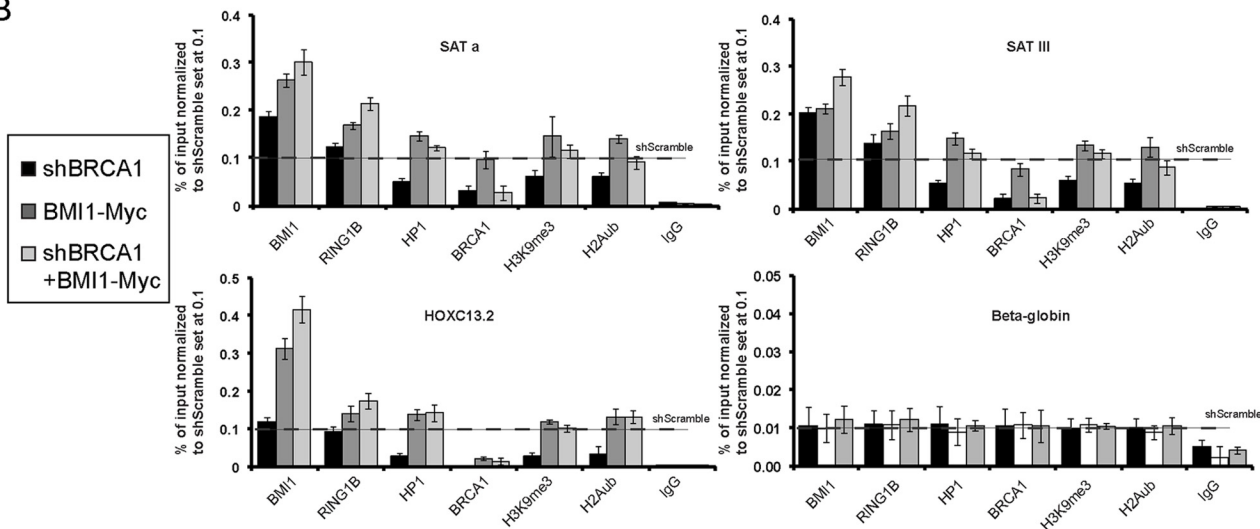 B
shBRCA1
BMI1-Myc
shBRCA1
+BMI1-Myc
% of input normalized
to shScramble set at 0.1
0.4
0.3
0.2
0.1
0
SAT a
shScramble
BMI1
RING1B
HP1
BRCA1
H3K9me3
H2Aub
IgG
% of input normalized
to shScramble set at 0.1
0.4
0.3
0.2
0.1
0
SAT III
shScramble
BMI1
RING1B
HP1
BRCA1
H3K9me3
H2Aub
IgG
% of input normalized
to shScramble set at 0.1
0.5
0.4
0.3
0.2
0.1
0
HOXC13.2
shScramble
BMI1
RING1B
HP1
BRCA1
H3K9me3
H2Aub
IgG
% of input normalized
to shScramble set at 0.1
0.05
0.04
0.03
0.02
0.010
0.00
Beta-globin
shScramble
BMI1
RING1B
HP1
BRCA1
H3K9me3
H2Aub
IgG